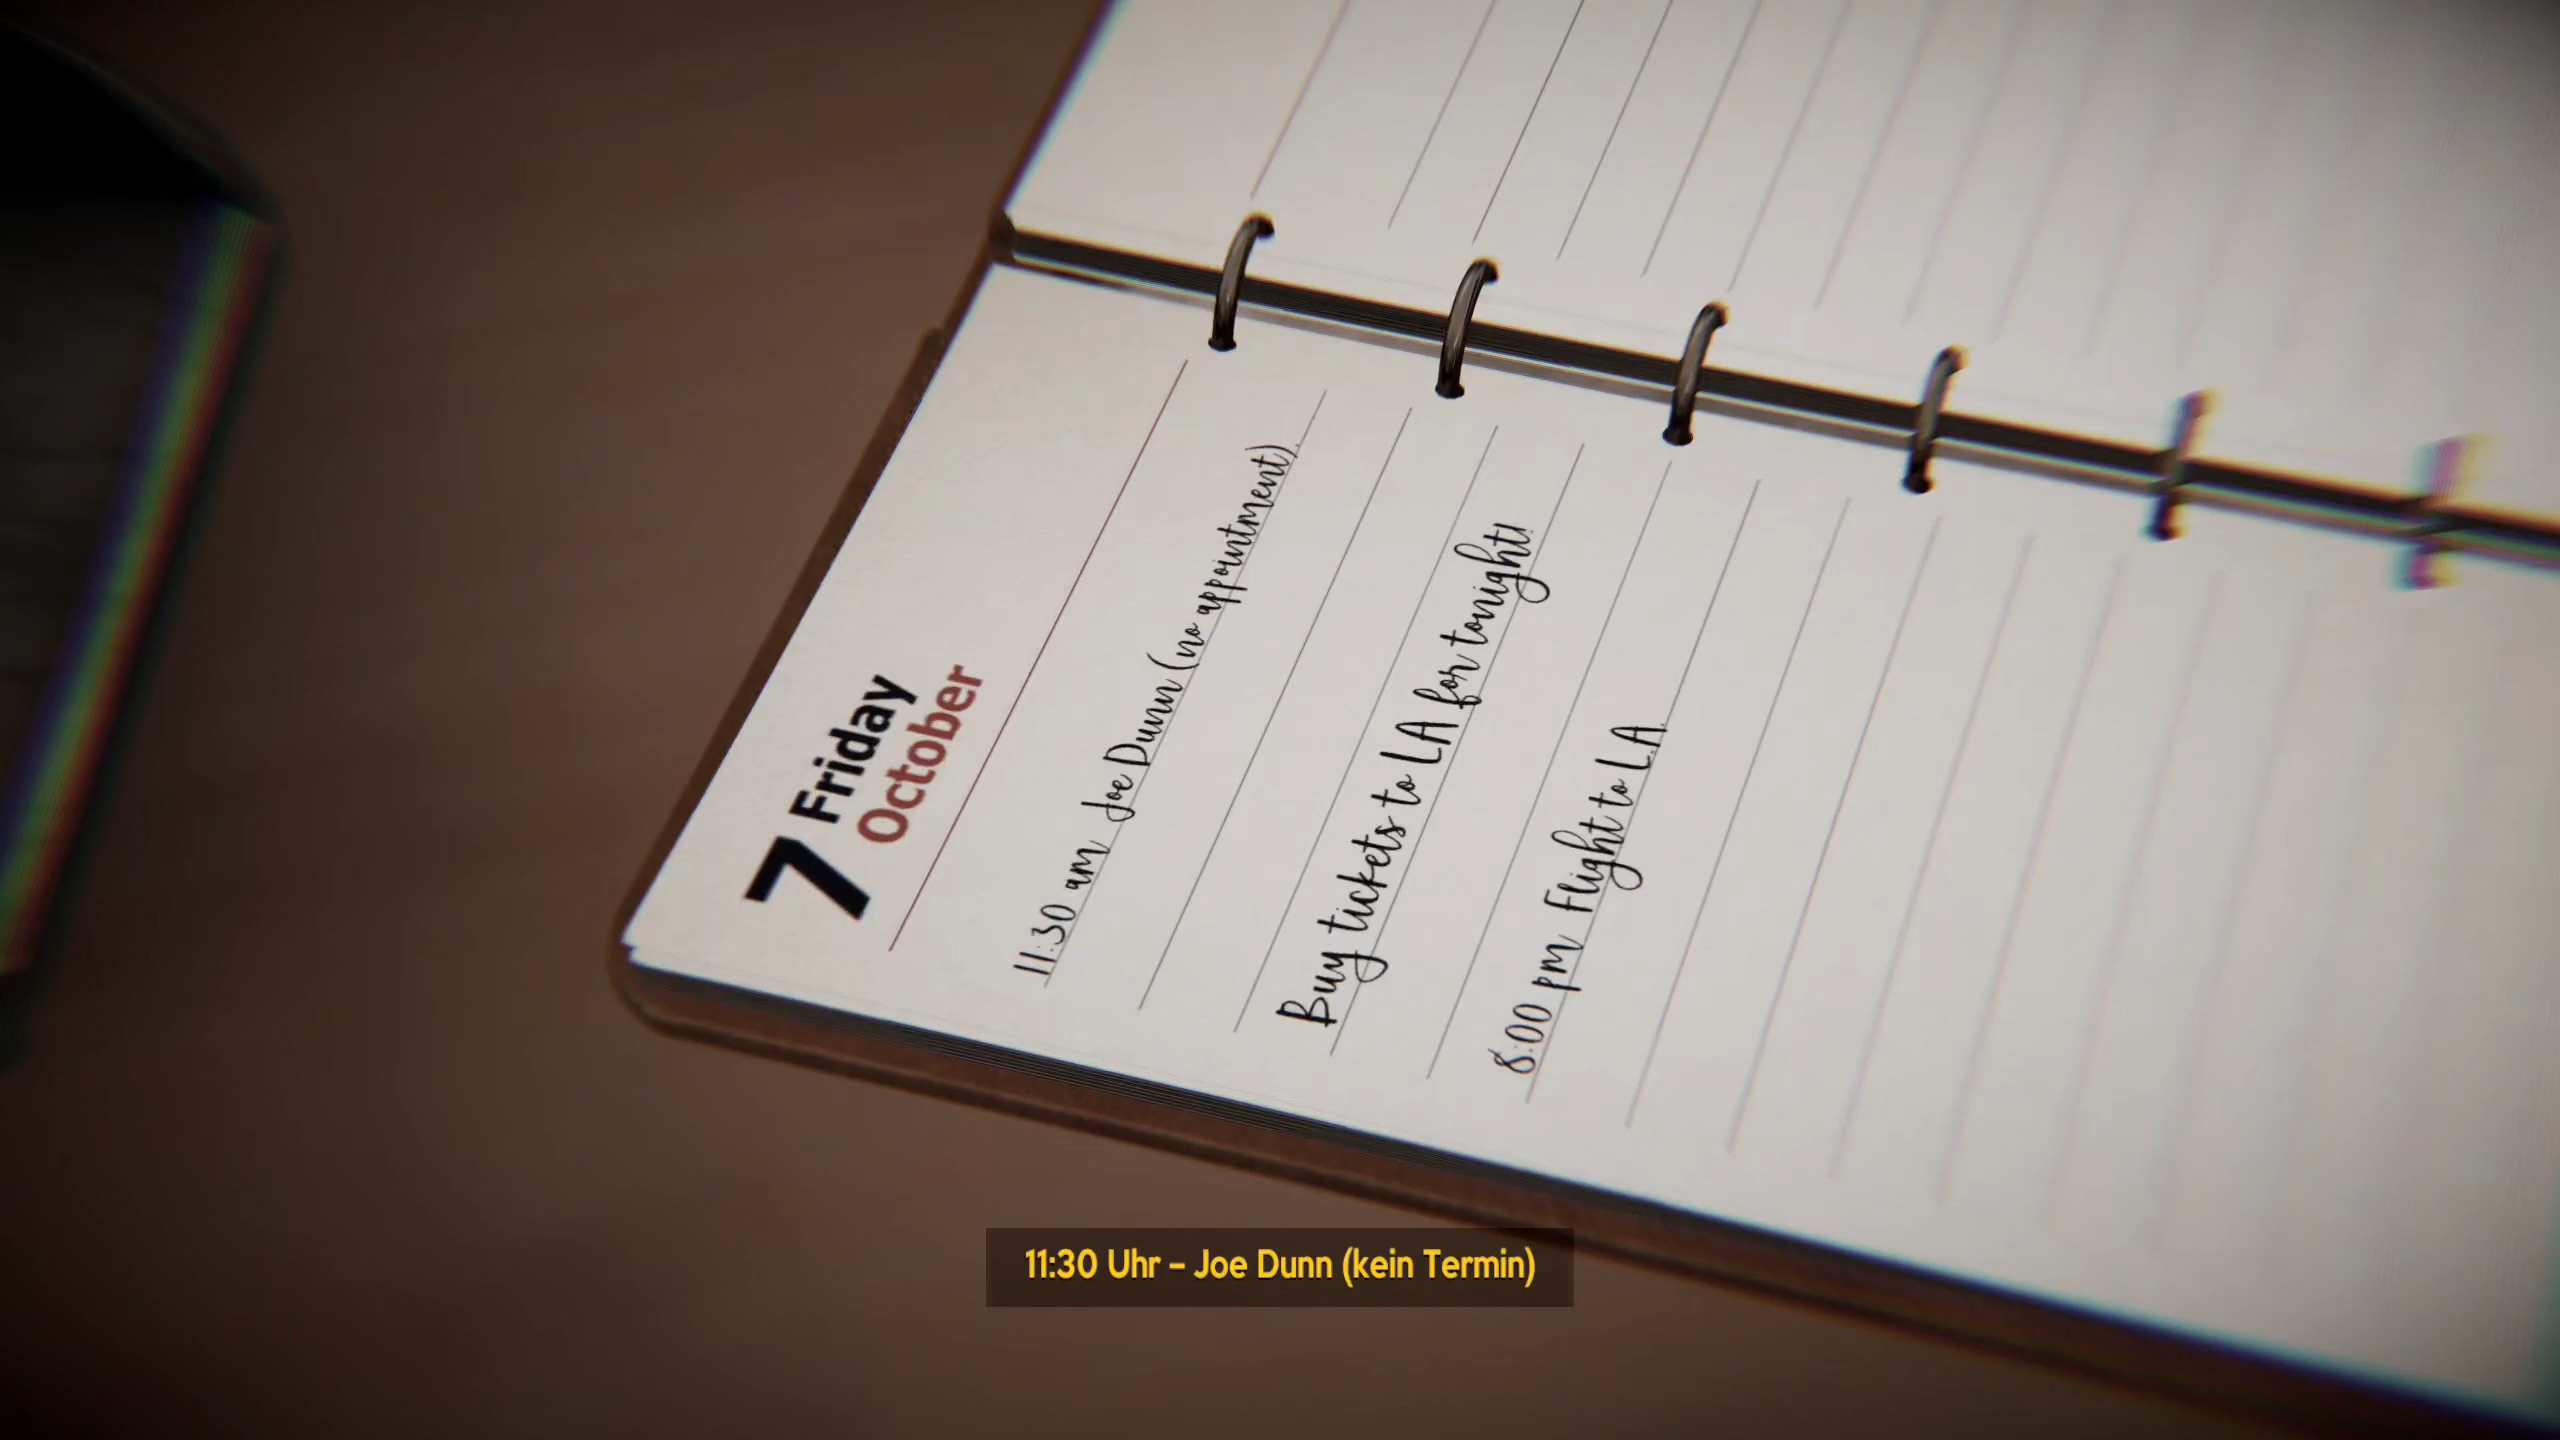 7 Friday
October
11:30 am Joe Dunn (no appointment).
Buy tickets to LA for tonight!
8:00 pm Flight to L.A.
11:30 Uhr – Joe Dunn (kein Termin)